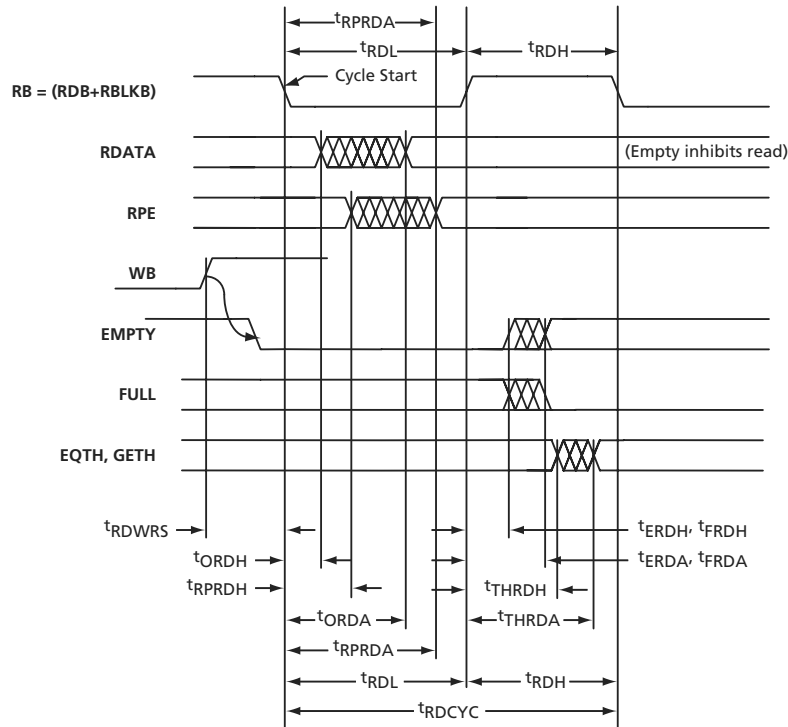 tRPRDA
tRDL tRDH
Cycle Start
RB = (RDB+RBLKB)
RDATA (Empty inhibits read)
RPE
WB
EMPTY
FULL
EQTH, GETH
tRDWRS tERDH, tFRDH
tORDH tERDA, tFRDA
tRPRDH tTHRDH
tORDA tTHRDA
tRPRDA
tRDL tRDH
tRDCYC